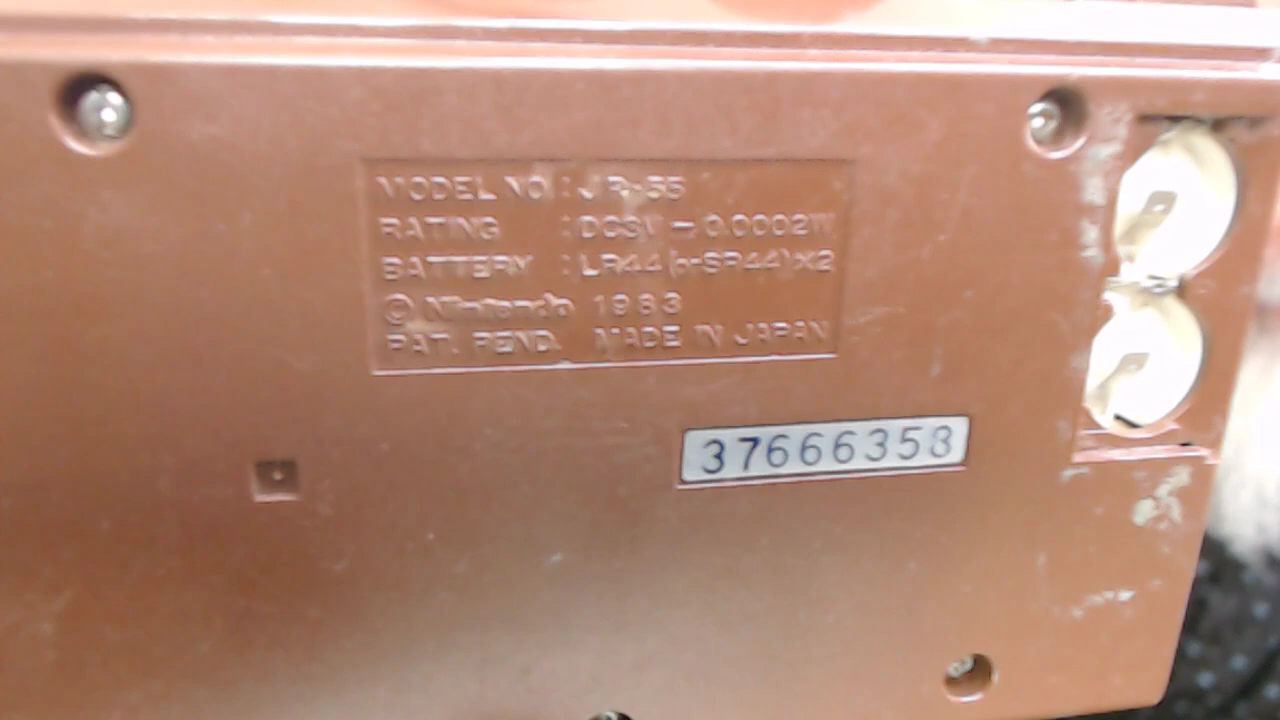 MODEL NO : JR-55
RATING : DC3V ⎓ 0.0002W
BATTERY : LR44 (or SR44) X2
© Nintendo 1983
PAT. PEND. MADE IN JAPAN
37666358